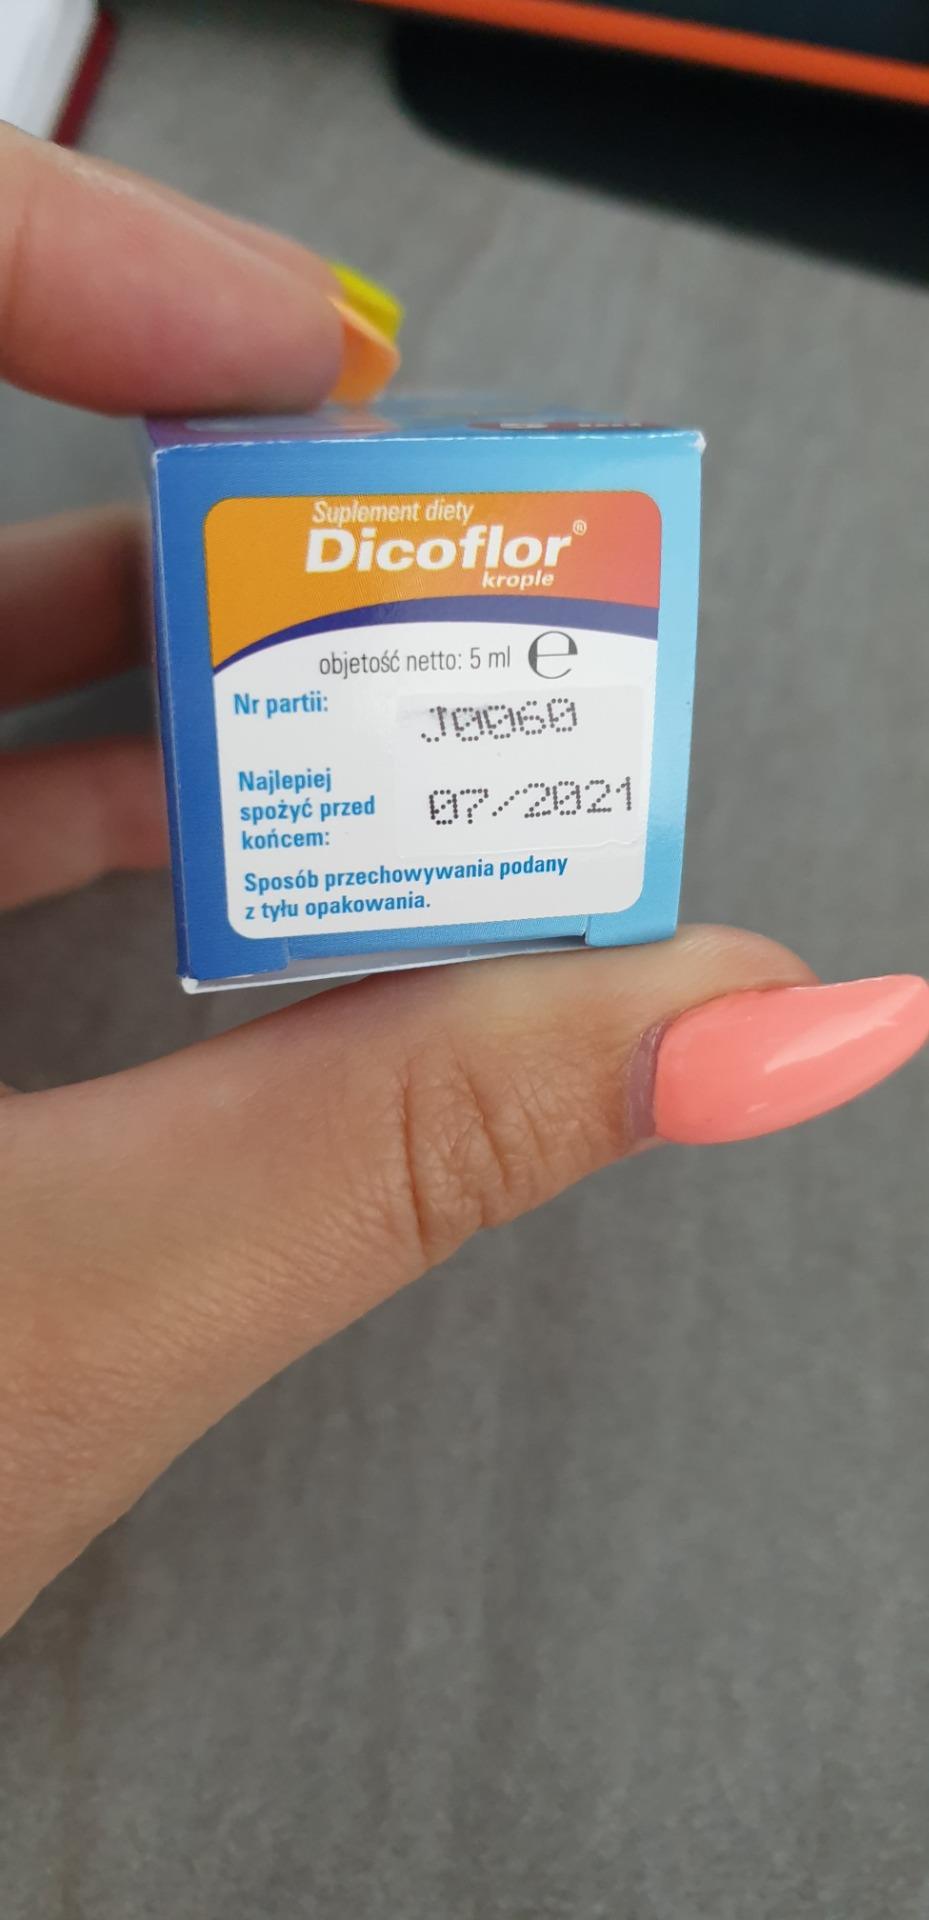 Suplement diety
Dicoflor®
krople
objetość netto: 5 ml e
Nr partii: J0060
Najlepiej
spożyć przed
końcem: 07/2021
Sposób przechowywania podany
z tyłu opakowania.